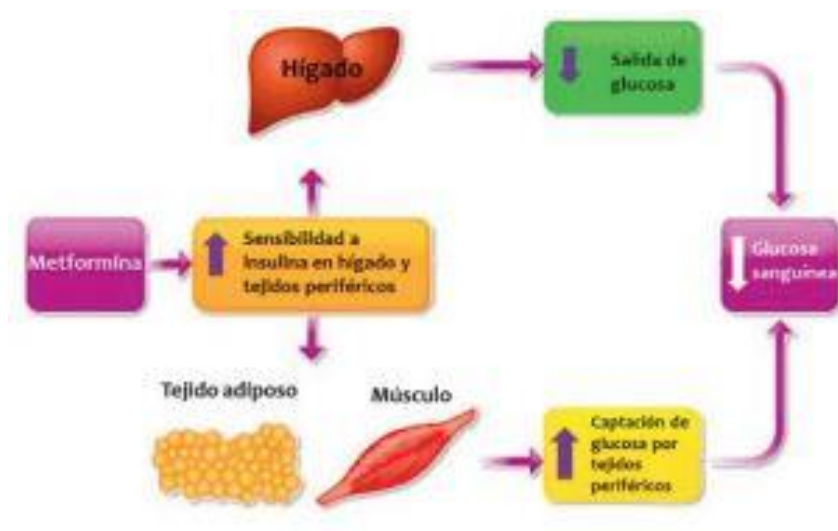 Hígado
Salida de
glucosa
Metformina
Sensibilidad a
insulina en hígado y
tejidos periféricos
Glucosa
sanguínea
Tejido adiposo
Músculo
Captación de
glucosa por
tejidos
periféricos